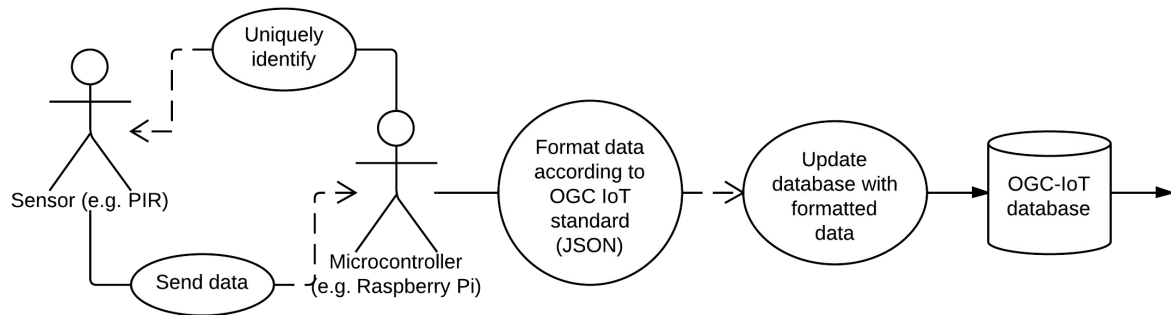 Uniquely
identify
Sensor (e.g. PIR)
Send data
Microcontroller
(e.g. Raspberry Pi)
Format data
according to
OGC IoT
standard
(JSON)
Update
database with
formatted
data
OGC-IoT
database